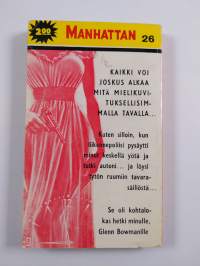 2:00
MANHATTAN
26
KAIKKI VOI
JOSKUS ALKAA
MITÄ MIELIKUVI-
TUKSELLISIM-
MALLA TAVALLA...
Kuten silloin, kun
liikennepoliisi pysäytti
minut keskellä yötä ja
tutki autoni... ja löysi
tytön ruumiin tavara-
säiliöstä...
Se oli kohtalo-
kas hetki minulle,
Glenn Bowmanille